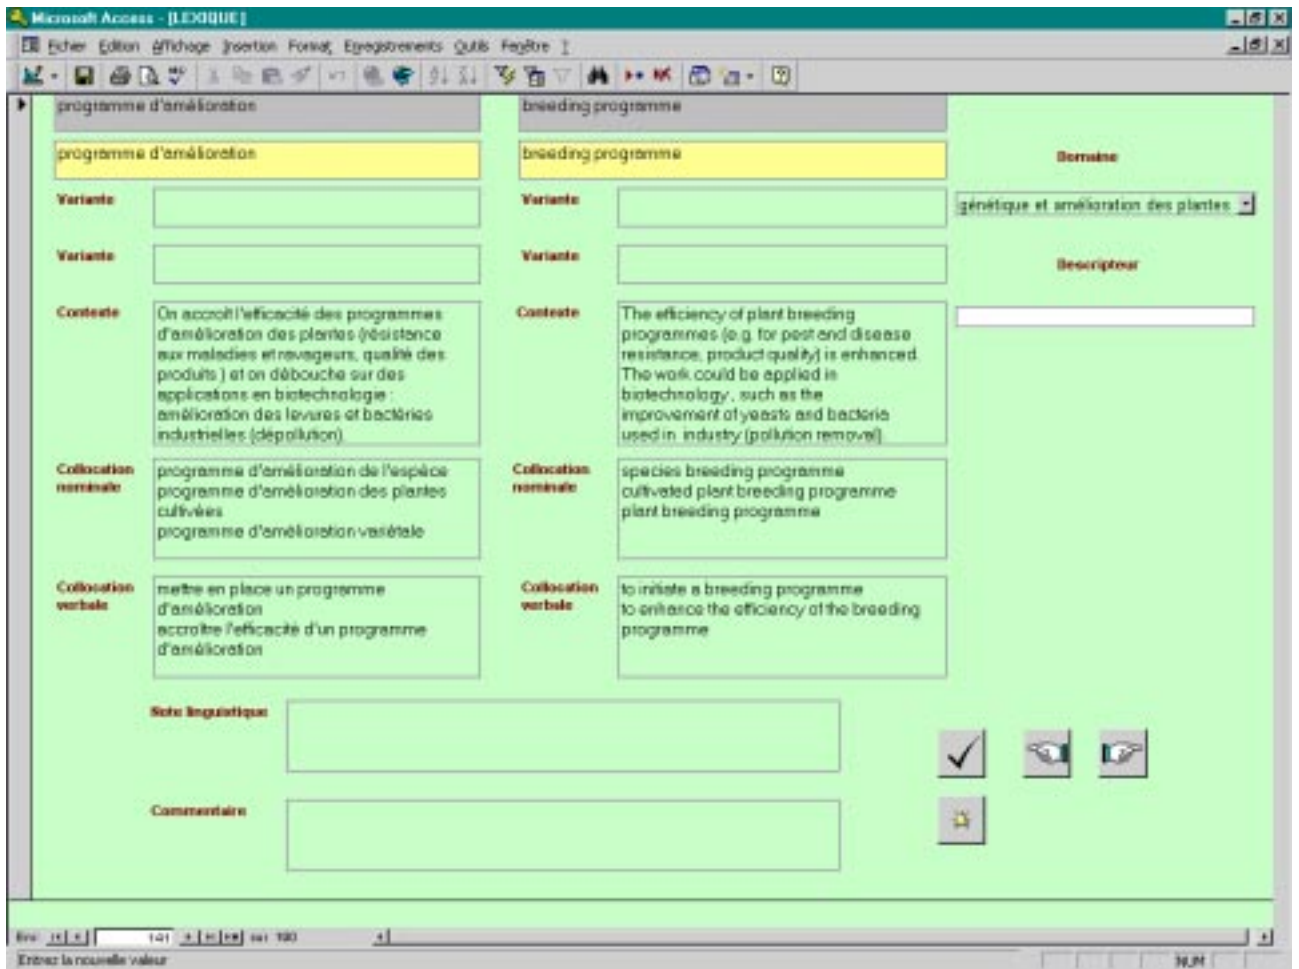 Microsoft Access - [LEXIQUE]
Fichier Edition Affichage Insertion Format Enregistrements Outils Fenêtre ?
programme d'amélioration
breeding programme
programme d'amélioration
breeding programme
Domaine
Variante
Variante
génétique et amélioration des plantes
Variante
Variante
Descripteur
Contexte
On accroît l'efficacité des programmes
d'amélioration des plantes (résistance
aux maladies et ravageurs, qualité des
produits ) et on débouche sur des
applications en biotechnologie :
amélioration des levures et bactéries
industrielles (dépollution).
Contexte
The efficiency of plant breeding
programmes (e.g. for pest and disease
resistance, product quality) is enhanced.
The work could be applied in
biotechnology, such as the
improvement of yeasts and bacteria
used in industry (pollution removal).
Collocation
nominale
programme d'amélioration de l'espèce
programme d'amélioration des plantes
cultivées
programme d'amélioration variétale
Collocation
nominale
species breeding programme
cultivated plant breeding programme
plant breeding programme
Collocation
verbale
mettre en place un programme
d'amélioration
accroître l'efficacité d'un programme
d'amélioration
Collocation
verbale
to initiate a breeding programme
to enhance the efficiency of the breeding
programme
Note linguistique
Commentaire
Enr: 141 sur 180
Entrez la nouvelle valeur
NUM